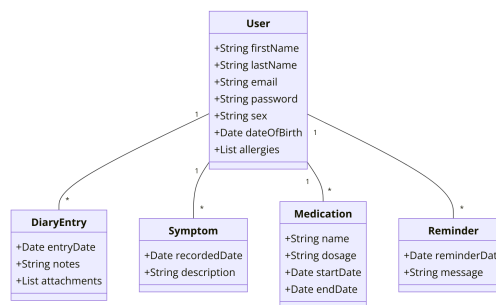 User
+String firstName
+String lastName
+String email
+String password
+String sex
+Date dateOfBirth
+List allergies
1
1
1
1
*
*
*
*
DiaryEntry
+Date entryDate
+String notes
+List attachments
Symptom
+Date recordedDate
+String description
Medication
+String name
+String dosage
+Date startDate
+Date endDate
Reminder
+Date reminderDat
+String message